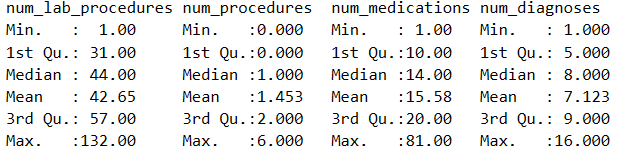 num_lab_procedures num_procedures  num_medications num_diagnoses
Min.   :  1.00     Min.   :0.000   Min.   : 1.00   Min.   : 1.000
1st Qu.: 31.00     1st Qu.:0.000   1st Qu.:10.00   1st Qu.: 5.000
Median : 44.00     Median :1.000   Median :14.00   Median : 8.000
Mean   : 42.65     Mean   :1.453   Mean   :15.58   Mean   : 7.123
3rd Qu.: 57.00     3rd Qu.:2.000   3rd Qu.:20.00   3rd Qu.: 9.000
Max.   :132.00     Max.   :6.000   Max.   :81.00   Max.   :16.000